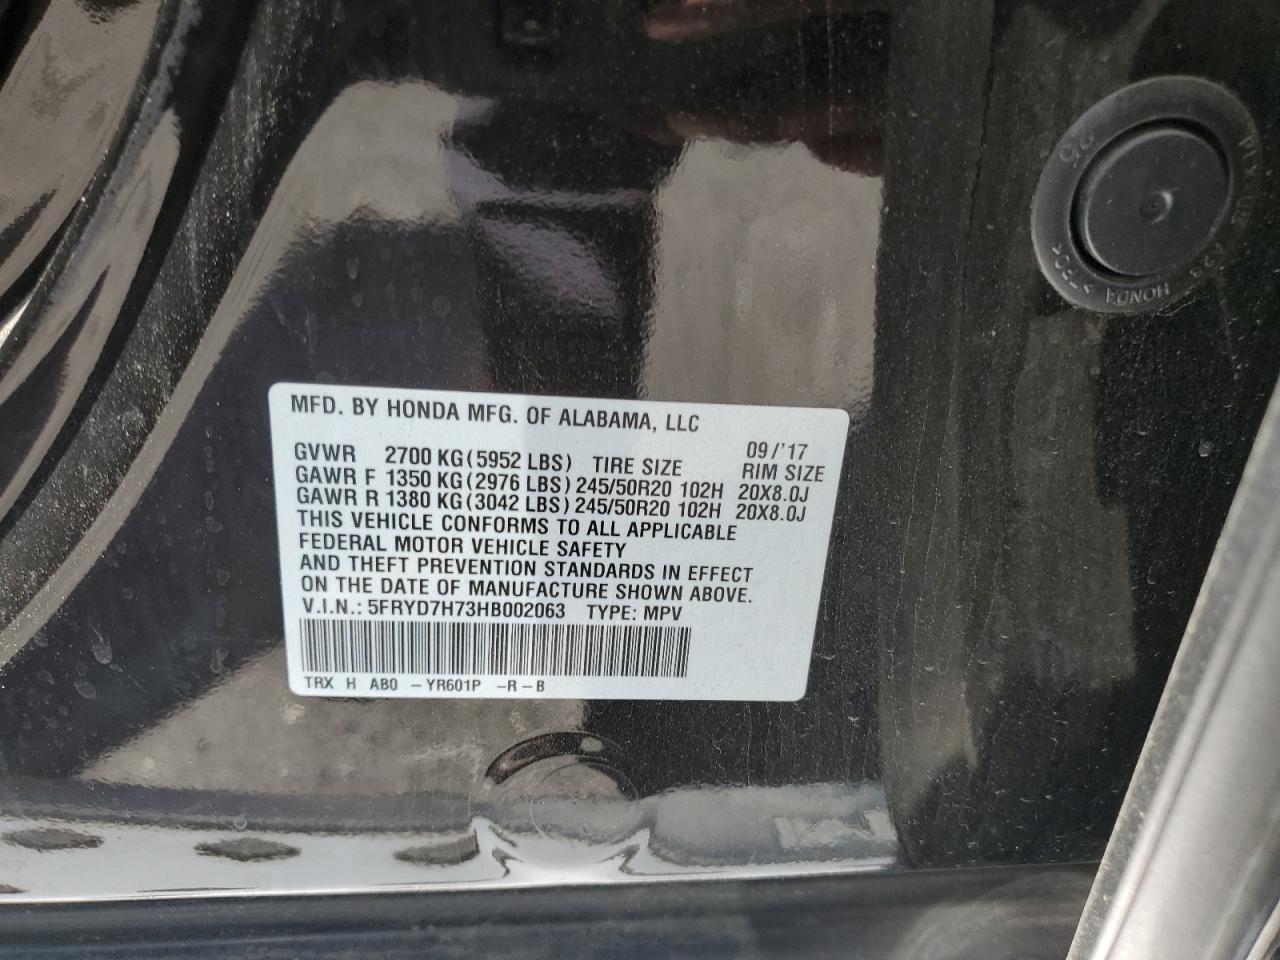 MFD. BY HONDA MFG. OF ALABAMA, LLC
09/'17
GVWR 2700 KG(5952 LBS) TIRE SIZE RIM SIZE
GAWR F 1350 KG(2976 LBS) 245/50R20 102H 20X8.0J
GAWR R 1380 KG(3042 LBS) 245/50R20 102H 20X8.0J
THIS VEHICLE CONFORMS TO ALL APPLICABLE
FEDERAL MOTOR VEHICLE SAFETY
AND THEFT PREVENTION STANDARDS IN EFFECT
ON THE DATE OF MANUFACTURE SHOWN ABOVE.
V.I.N.: 5FRYD7H73HB002063 TYPE: MPV
TRX H AB0 -YR601P -R-B
HONDA
25